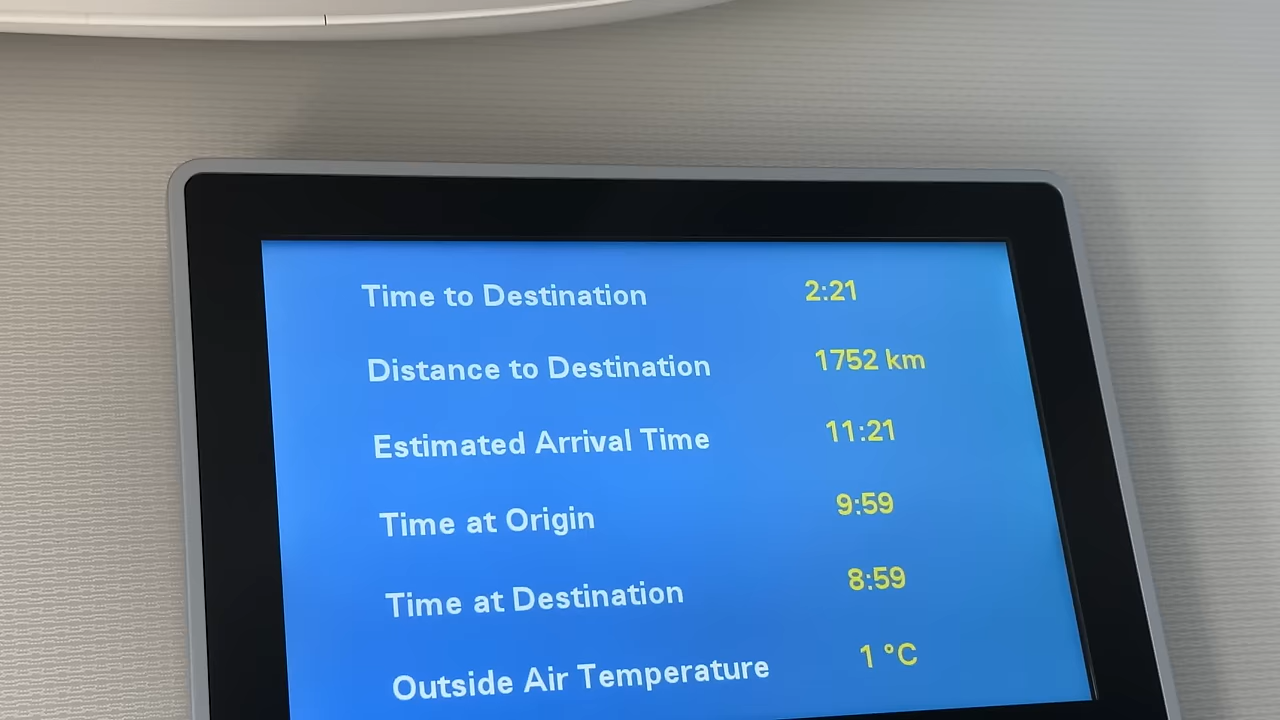 Time to Destination 2:21
Distance to Destination 1752 km
Estimated Arrival Time 11:21
Time at Origin 9:59
Time at Destination 8:59
Outside Air Temperature 1 °C